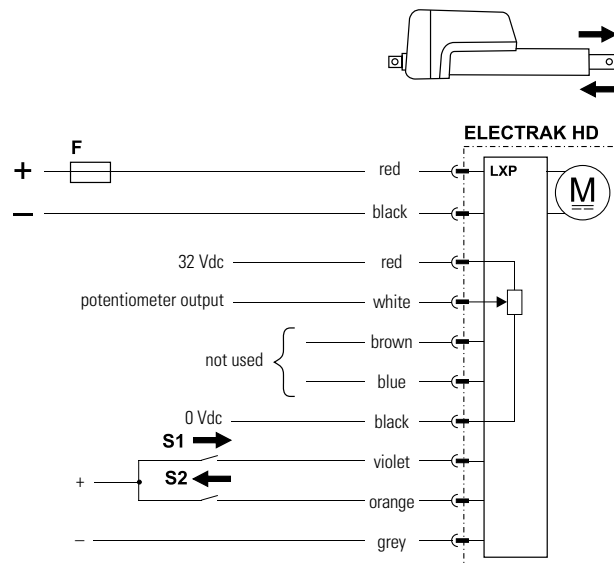 ELECTRAK HD
F
+ red LXP
M
− black
32 Vdc red
potentiometer output white
brown
not used
blue
0 Vdc black
S1
violet
+ S2
orange
− grey